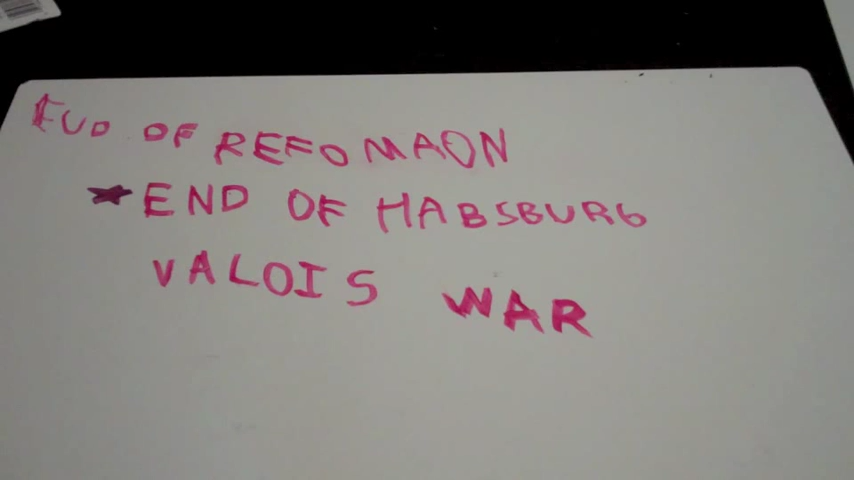 EUD OF REFOMAON
★END OF HABSBURG
VALOIS WAR